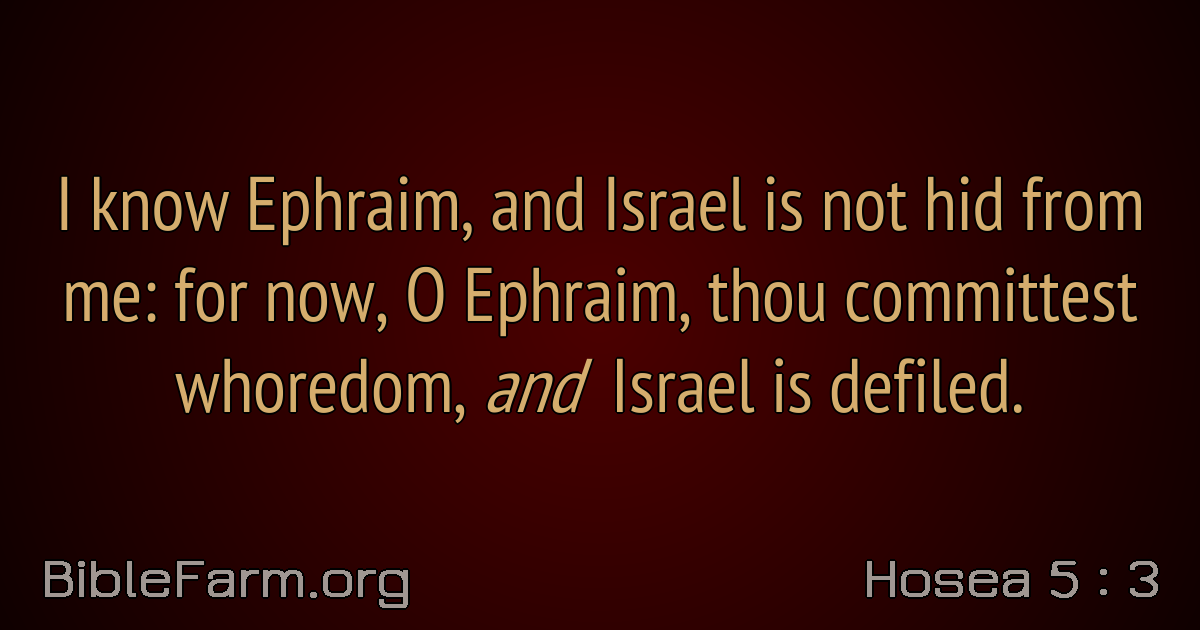 I know Ephraim, and Israel is not hid from
me: for now, O Ephraim, thou committest
whoredom, and Israel is defiled.
BibleFarm.org
Hosea 5 : 3